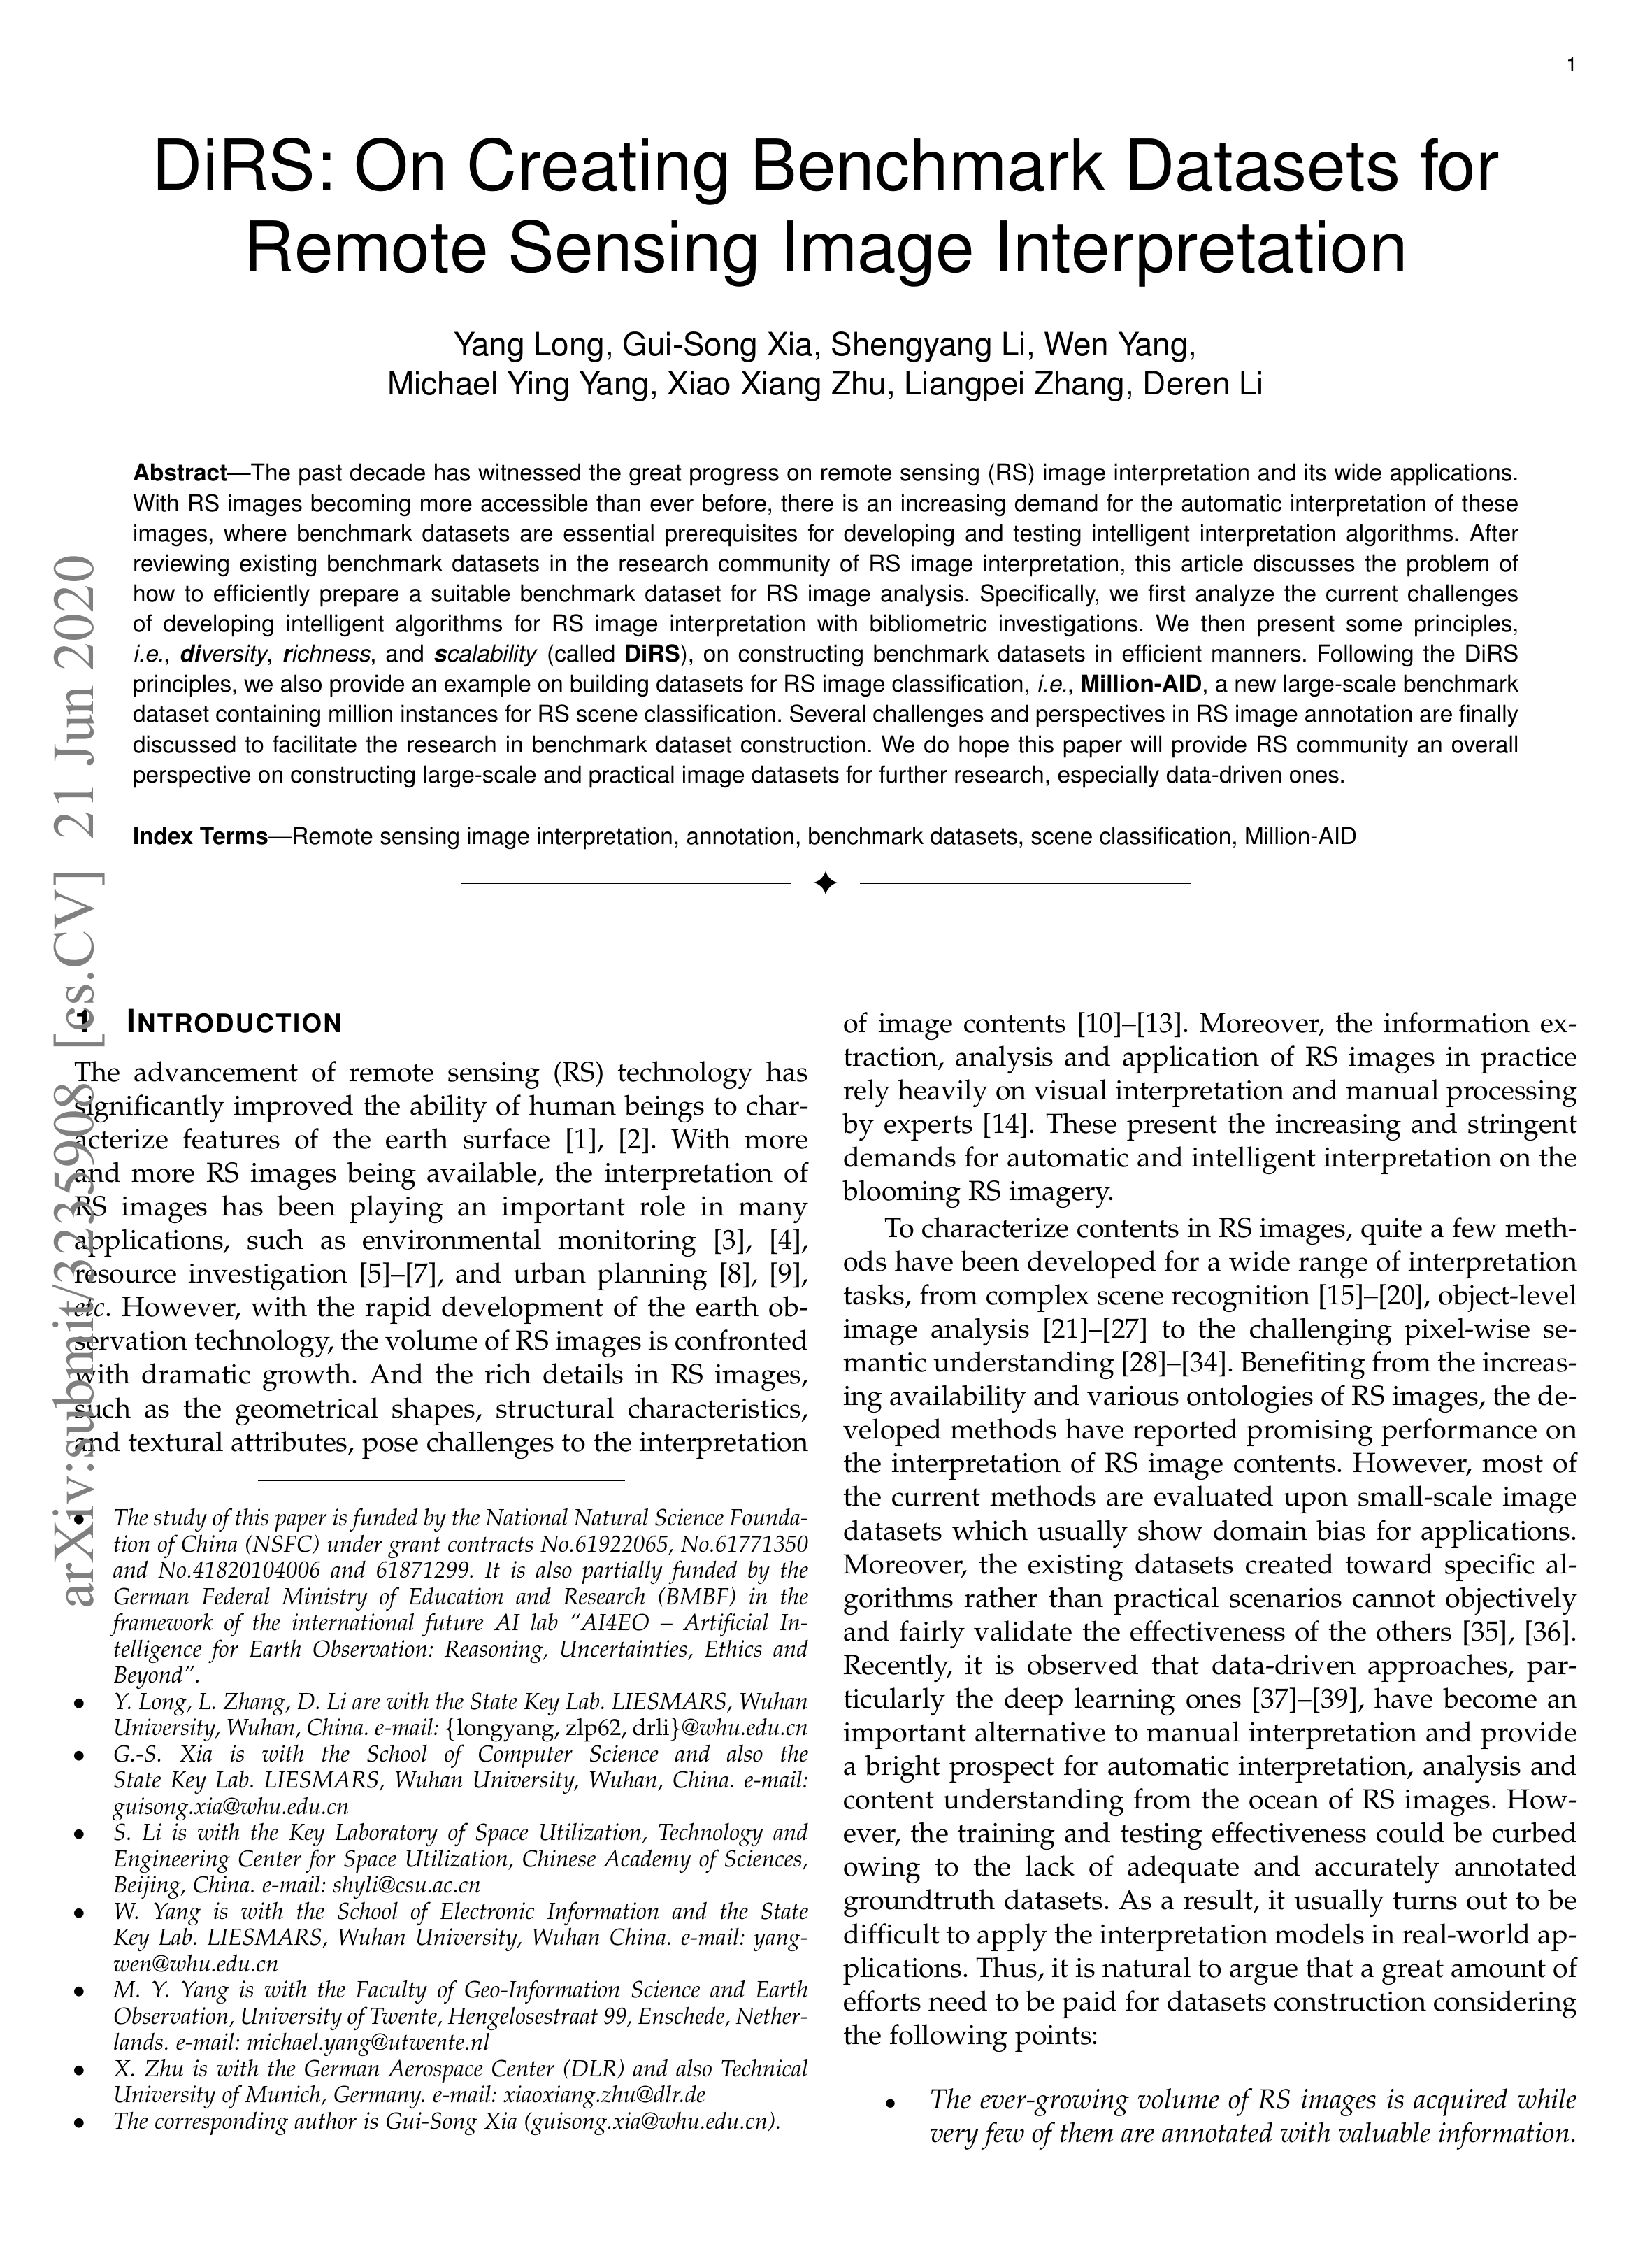 1
DiRS: On Creating Benchmark Datasets for
Remote Sensing Image Interpretation
Yang Long, Gui-Song Xia, Shengyang Li, Wen Yang,
Michael Ying Yang, Xiao Xiang Zhu, Liangpei Zhang, Deren Li
Abstract—The past decade has witnessed the great progress on remote sensing (RS) image interpretation and its wide applications.
With RS images becoming more accessible than ever before, there is an increasing demand for the automatic interpretation of these
images, where benchmark datasets are essential prerequisites for developing and testing intelligent interpretation algorithms. After
reviewing existing benchmark datasets in the research community of RS image interpretation, this article discusses the problem of
how to efficiently prepare a suitable benchmark dataset for RS image analysis. Specifically, we first analyze the current challenges
of developing intelligent algorithms for RS image interpretation with bibliometric investigations. We then present some principles,
i.e., diversity, richness, and scalability (called DiRS), on constructing benchmark datasets in efficient manners. Following the DiRS
principles, we also provide an example on building datasets for RS image classification, i.e., Million-AID, a new large-scale benchmark
dataset containing million instances for RS scene classification. Several challenges and perspectives in RS image annotation are finally
discussed to facilitate the research in benchmark dataset construction. We do hope this paper will provide RS community an overall
perspective on constructing large-scale and practical image datasets for further research, especially data-driven ones.
Index Terms—Remote sensing image interpretation, annotation, benchmark datasets, scene classification, Million-AID
arXiv:submit/3235908 [cs.CV] 21 Jun 2020
1 INTRODUCTION
The advancement of remote sensing (RS) technology has
significantly improved the ability of human beings to char-
acterize features of the earth surface [1], [2]. With more
and more RS images being available, the interpretation of
RS images has been playing an important role in many
applications, such as environmental monitoring [3], [4],
resource investigation [5]–[7], and urban planning [8], [9],
etc. However, with the rapid development of the earth ob-
servation technology, the volume of RS images is confronted
with dramatic growth. And the rich details in RS images,
such as the geometrical shapes, structural characteristics,
and textural attributes, pose challenges to the interpretation
• The study of this paper is funded by the National Natural Science Founda-
tion of China (NSFC) under grant contracts No.61922065, No.61771350
and No.41820104006 and 61871299. It is also partially funded by the
German Federal Ministry of Education and Research (BMBF) in the
framework of the international future AI lab “AI4EO – Artificial In-
telligence for Earth Observation: Reasoning, Uncertainties, Ethics and
Beyond”.
• Y. Long, L. Zhang, D. Li are with the State Key Lab. LIESMARS, Wuhan
University, Wuhan, China. e-mail: {longyang, zlp62, drli}@whu.edu.cn
• G.-S. Xia is with the School of Computer Science and also the
State Key Lab. LIESMARS, Wuhan University, Wuhan, China. e-mail:
guisong.xia@whu.edu.cn
• S. Li is with the Key Laboratory of Space Utilization, Technology and
Engineering Center for Space Utilization, Chinese Academy of Sciences,
Beijing, China. e-mail: shyli@csu.ac.cn
• W. Yang is with the School of Electronic Information and the State
Key Lab. LIESMARS, Wuhan University, Wuhan China. e-mail: yang-
wen@whu.edu.cn
• M. Y. Yang is with the Faculty of Geo-Information Science and Earth
Observation, University of Twente, Hengelosestraat 99, Enschede, Nether-
lands. e-mail: michael.yang@utwente.nl
• X. Zhu is with the German Aerospace Center (DLR) and also Technical
University of Munich, Germany. e-mail: xiaoxiang.zhu@dlr.de
• The corresponding author is Gui-Song Xia (guisong.xia@whu.edu.cn).
of image contents [10]–[13]. Moreover, the information ex-
traction, analysis and application of RS images in practice
rely heavily on visual interpretation and manual processing
by experts [14]. These present the increasing and stringent
demands for automatic and intelligent interpretation on the
blooming RS imagery.
To characterize contents in RS images, quite a few meth-
ods have been developed for a wide range of interpretation
tasks, from complex scene recognition [15]–[20], object-level
image analysis [21]–[27] to the challenging pixel-wise se-
mantic understanding [28]–[34]. Benefiting from the increas-
ing availability and various ontologies of RS images, the de-
veloped methods have reported promising performance on
the interpretation of RS image contents. However, most of
the current methods are evaluated upon small-scale image
datasets which usually show domain bias for applications.
Moreover, the existing datasets created toward specific al-
gorithms rather than practical scenarios cannot objectively
and fairly validate the effectiveness of the others [35], [36].
Recently, it is observed that data-driven approaches, par-
ticularly the deep learning ones [37]–[39], have become an
important alternative to manual interpretation and provide
a bright prospect for automatic interpretation, analysis and
content understanding from the ocean of RS images. How-
ever, the training and testing effectiveness could be curbed
owing to the lack of adequate and accurately annotated
groundtruth datasets. As a result, it usually turns out to be
difficult to apply the interpretation models in real-world ap-
plications. Thus, it is natural to argue that a great amount of
efforts need to be paid for datasets construction considering
the following points:
• The ever-growing volume of RS images is acquired while
very few of them are annotated with valuable information.